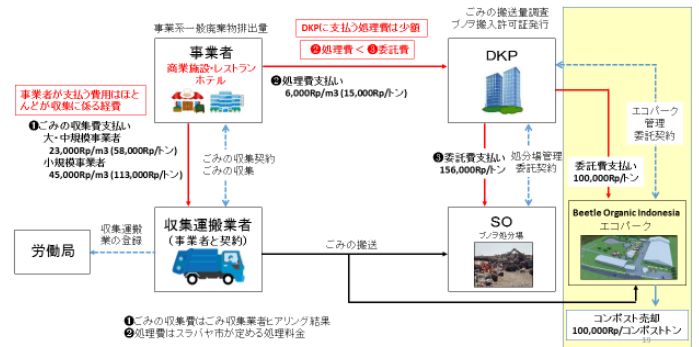 事業系一般廃棄物排出量
事業者
商業施設・レストラン
ホテル
DKPに支払う処理費は少額
❷処理費 < ❸委託費
❷処理費支払い
6,000Rp/m3 (15,000Rp/トン)
ごみの搬送量調査
ブノヲ搬入許可証発行
DKP
事業者が支払う費用はほと
んどが収集に係る経費
❶ごみの収集費支払い
大・中規模事業者
23,000Rp/m3 (58,000Rp/トン)
小規模事業者
45,000Rp/m3 (113,000Rp/トン)
ごみの収集契約
ごみの収集
❸委託費支払い
156,000Rp/トン
処分場管理
委託契約
エコパーク
管理
委託契約
委託費支払い
100,000Rp/トン
労働局
収集運搬
業の登録
収集運搬業者
(事業者と契約)
ごみの搬送
SO
ブノヲ処分場
Beetle Organic Indonesia
エコパーク
コンポスト売却
100,000Rp/コンポストトン
19
❶ごみの収集費はごみ収集業者ヒアリング結果
❷処理費はスラバヤ市が定める処理料金